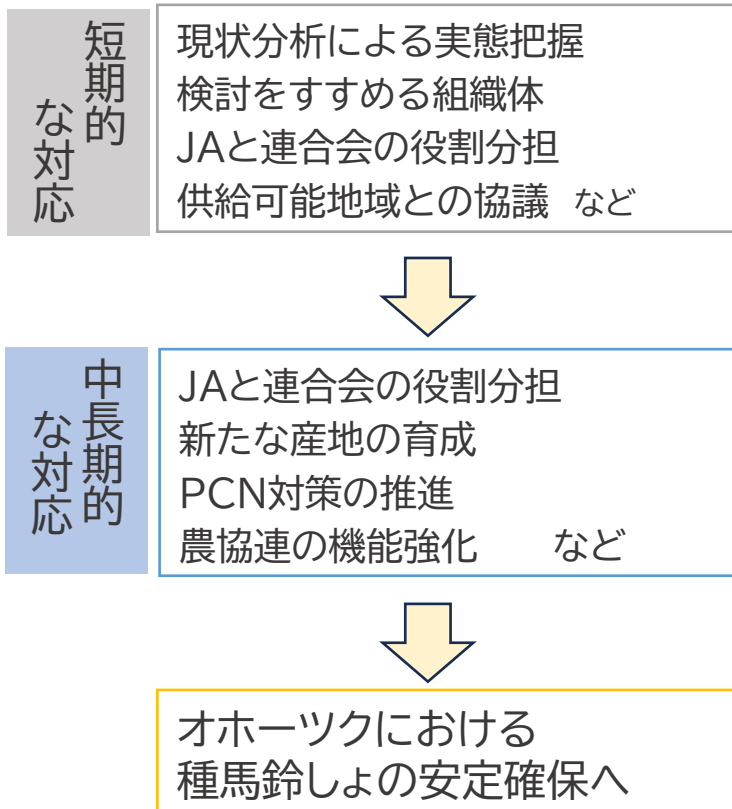 短期的
な対応
現状分析による実態把握
検討をすすめる組織体
JAと連合会の役割分担
供給可能地域との協議 など
中長期的
な対応
JAと連合会の役割分担
新たな産地の育成
PCN対策の推進
農協連の機能強化 など
オホーツクにおける
種馬鈴しょの安定確保へ